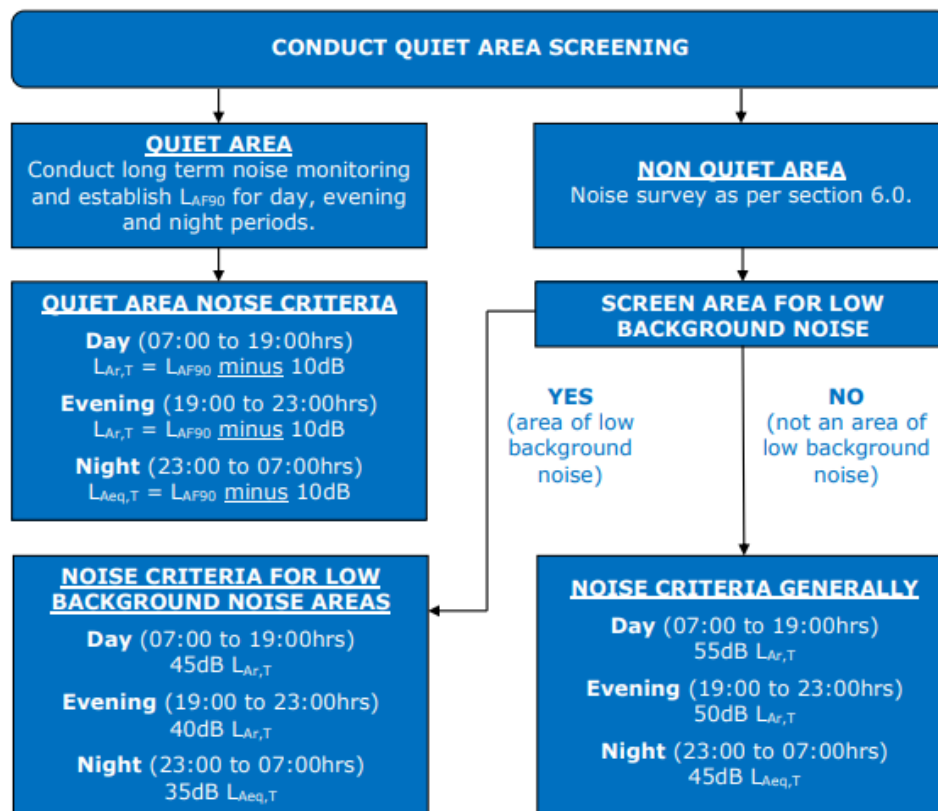 CONDUCT QUIET AREA SCREENING
QUIET AREA
Conduct long term noise monitoring
and establish LAF90 for day, evening
and night periods.
NON QUIET AREA
Noise survey as per section 6.0.
QUIET AREA NOISE CRITERIA
Day (07:00 to 19:00hrs)
LAr,T = LAF90 minus 10dB
Evening (19:00 to 23:00hrs)
LAr,T = LAF90 minus 10dB
Night (23:00 to 07:00hrs)
LAeq,T = LAF90 minus 10dB
SCREEN AREA FOR LOW
BACKGROUND NOISE
YES
(area of low
background
noise)
NO
(not an area of
low background
noise)
NOISE CRITERIA FOR LOW
BACKGROUND NOISE AREAS
Day (07:00 to 19:00hrs)
45dB LAr,T
Evening (19:00 to 23:00hrs)
40dB LAr,T
Night (23:00 to 07:00hrs)
35dB LAeq,T
NOISE CRITERIA GENERALLY
Day (07:00 to 19:00hrs)
55dB LAr,T
Evening (19:00 to 23:00hrs)
50dB LAr,T
Night (23:00 to 07:00hrs)
45dB LAeq,T